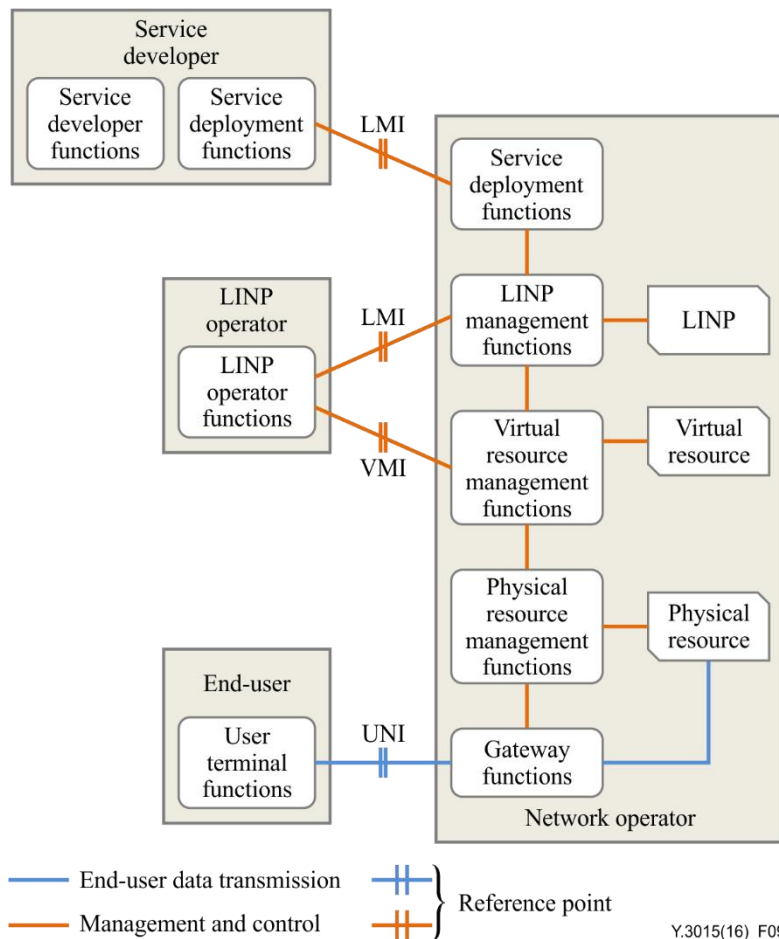 Service
developer
Service
developer
functions
Service
deployment
functions
LMI
Service
deployment
functions
LINP
operator
LINP
operator
functions
LMI
VMI
LINP
management
functions
LINP
Virtual
resource
management
functions
Virtual
resource
Physical
resource
management
functions
Physical
resource
End-user
User
terminal
functions
UNI
Gateway
functions
Network operator
End-user data transmission
Management and control
Reference point